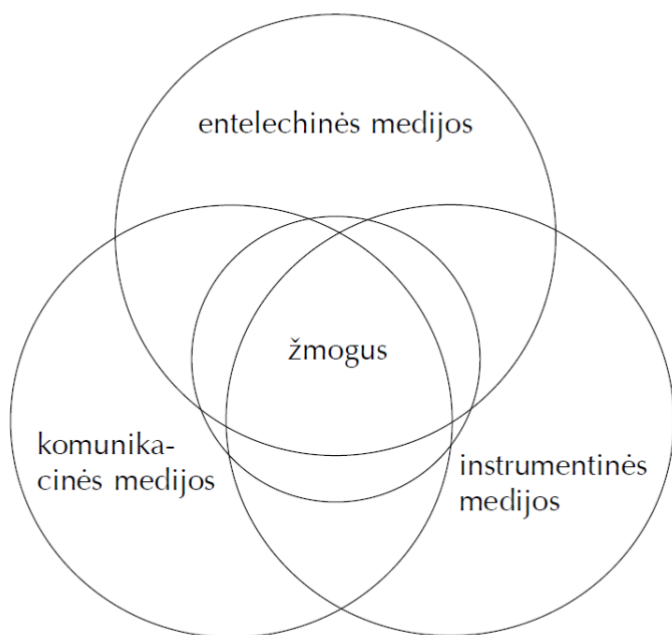 entelechinės medijos
žmogus
komunika-
cinės medijos
instrumentinės
medijos